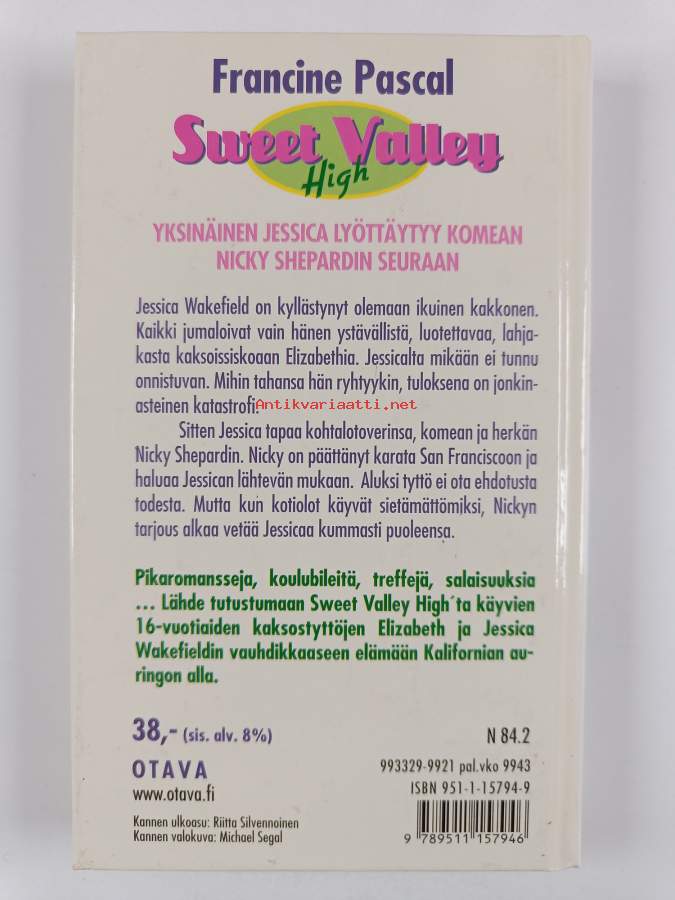 Francine Pascal
Sweet Valley
High
YKSINÄINEN JESSICA LYÖTTÄYTYY KOMEAN
NICKY SHEPARDIN SEURAAN
Jessica Wakefield on kyllästynyt olemaan ikuinen kakkonen.
Kaikki jumaloivat vain hänen ystävällistä, luotettavaa, lahja-
kasta kaksoissiskoaan Elizabethia. Jessicalta mikään ei tunnu
onnistuvan. Mihin tahansa hän ryhtyykin, tuloksena on jonkin-
asteinen katastrofi.
Antikvariaatti.net
Sitten Jessica tapaa kohtalotoverinsa, komean ja herkän
Nicky Shepardin. Nicky on päättänyt karata San Franciscoon ja
haluaa Jessican lähtevän mukaan. Aluksi tyttö ei ota ehdotusta
todesta. Mutta kun kotiolot käyvät sietämättömiksi, Nickyn
tarjous alkaa vetää Jessicaa kummasti puoleensa.
Pikaromansseja, koulubileitä, treffejä, salaisuuksia
... Lähde tutustumaan Sweet Valley High´ta käyvien
16-vuotiaiden kaksostyttöjen Elizabeth ja Jessica
Wakefieldin vauhdikkaaseen elämään Kalifornian au-
ringon alla.
38,- (sis. alv. 8%)
N 84.2
OTAVA
993329-9921 pal.vko 9943
www.otava.fi
ISBN 951-1-15794-9
Kannen ulkoasu: Riitta Silvennoinen
Kannen valokuva: Michael Segal
9 789511 157946